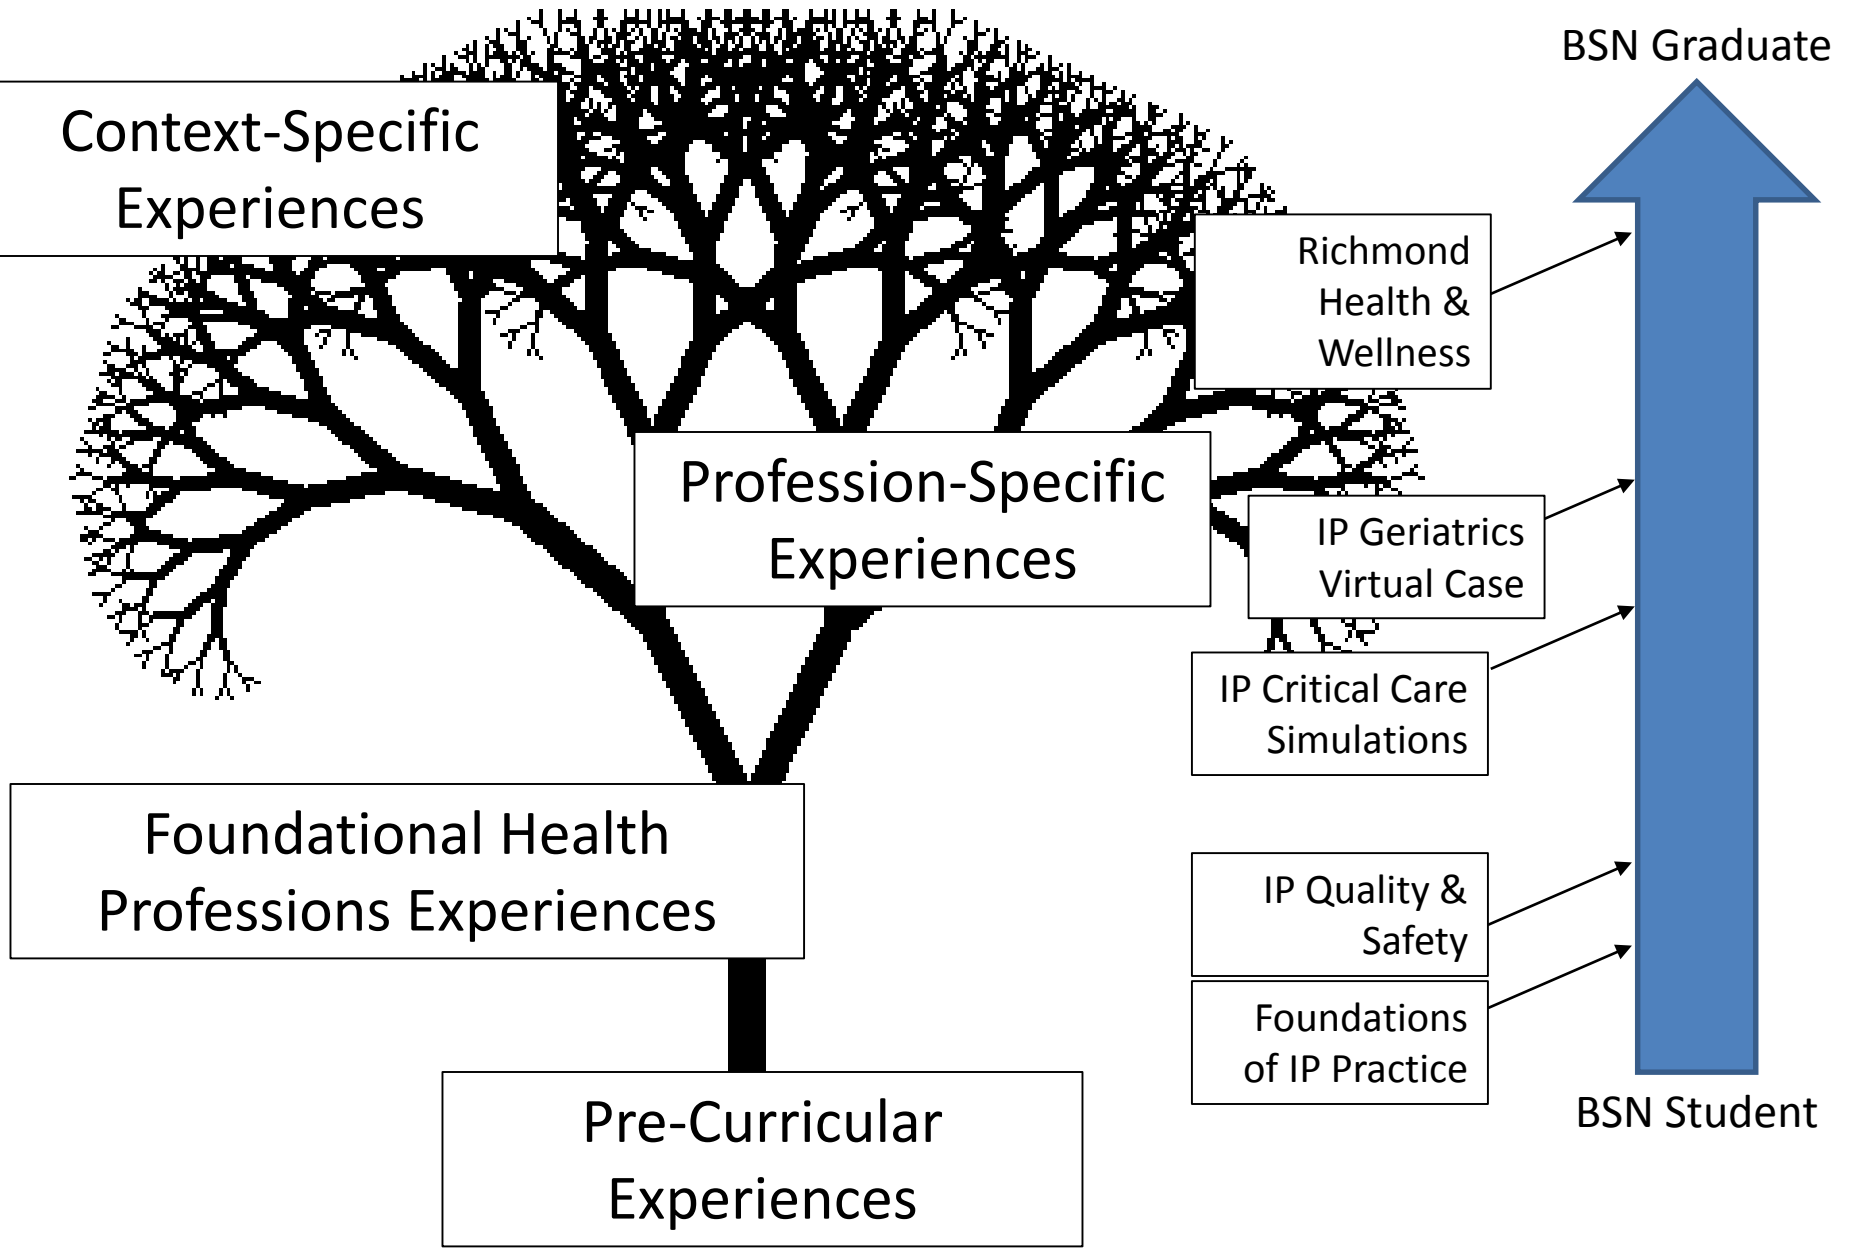 BSN Graduate
Context-Specific
Experiences
Richmond
Health &
Wellness
Profession-Specific
Experiences
IP Geriatrics
Virtual Case
IP Critical Care
Simulations
Foundational Health
Professions Experiences
IP Quality &
Safety
Foundations
of IP Practice
Pre-Curricular
Experiences
BSN Student